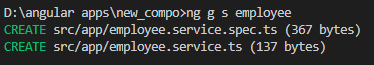 D:\angular apps\new_compo>ng g s employee
CREATE src/app/employee.service.spec.ts (367 bytes)
CREATE src/app/employee.service.ts (137 bytes)